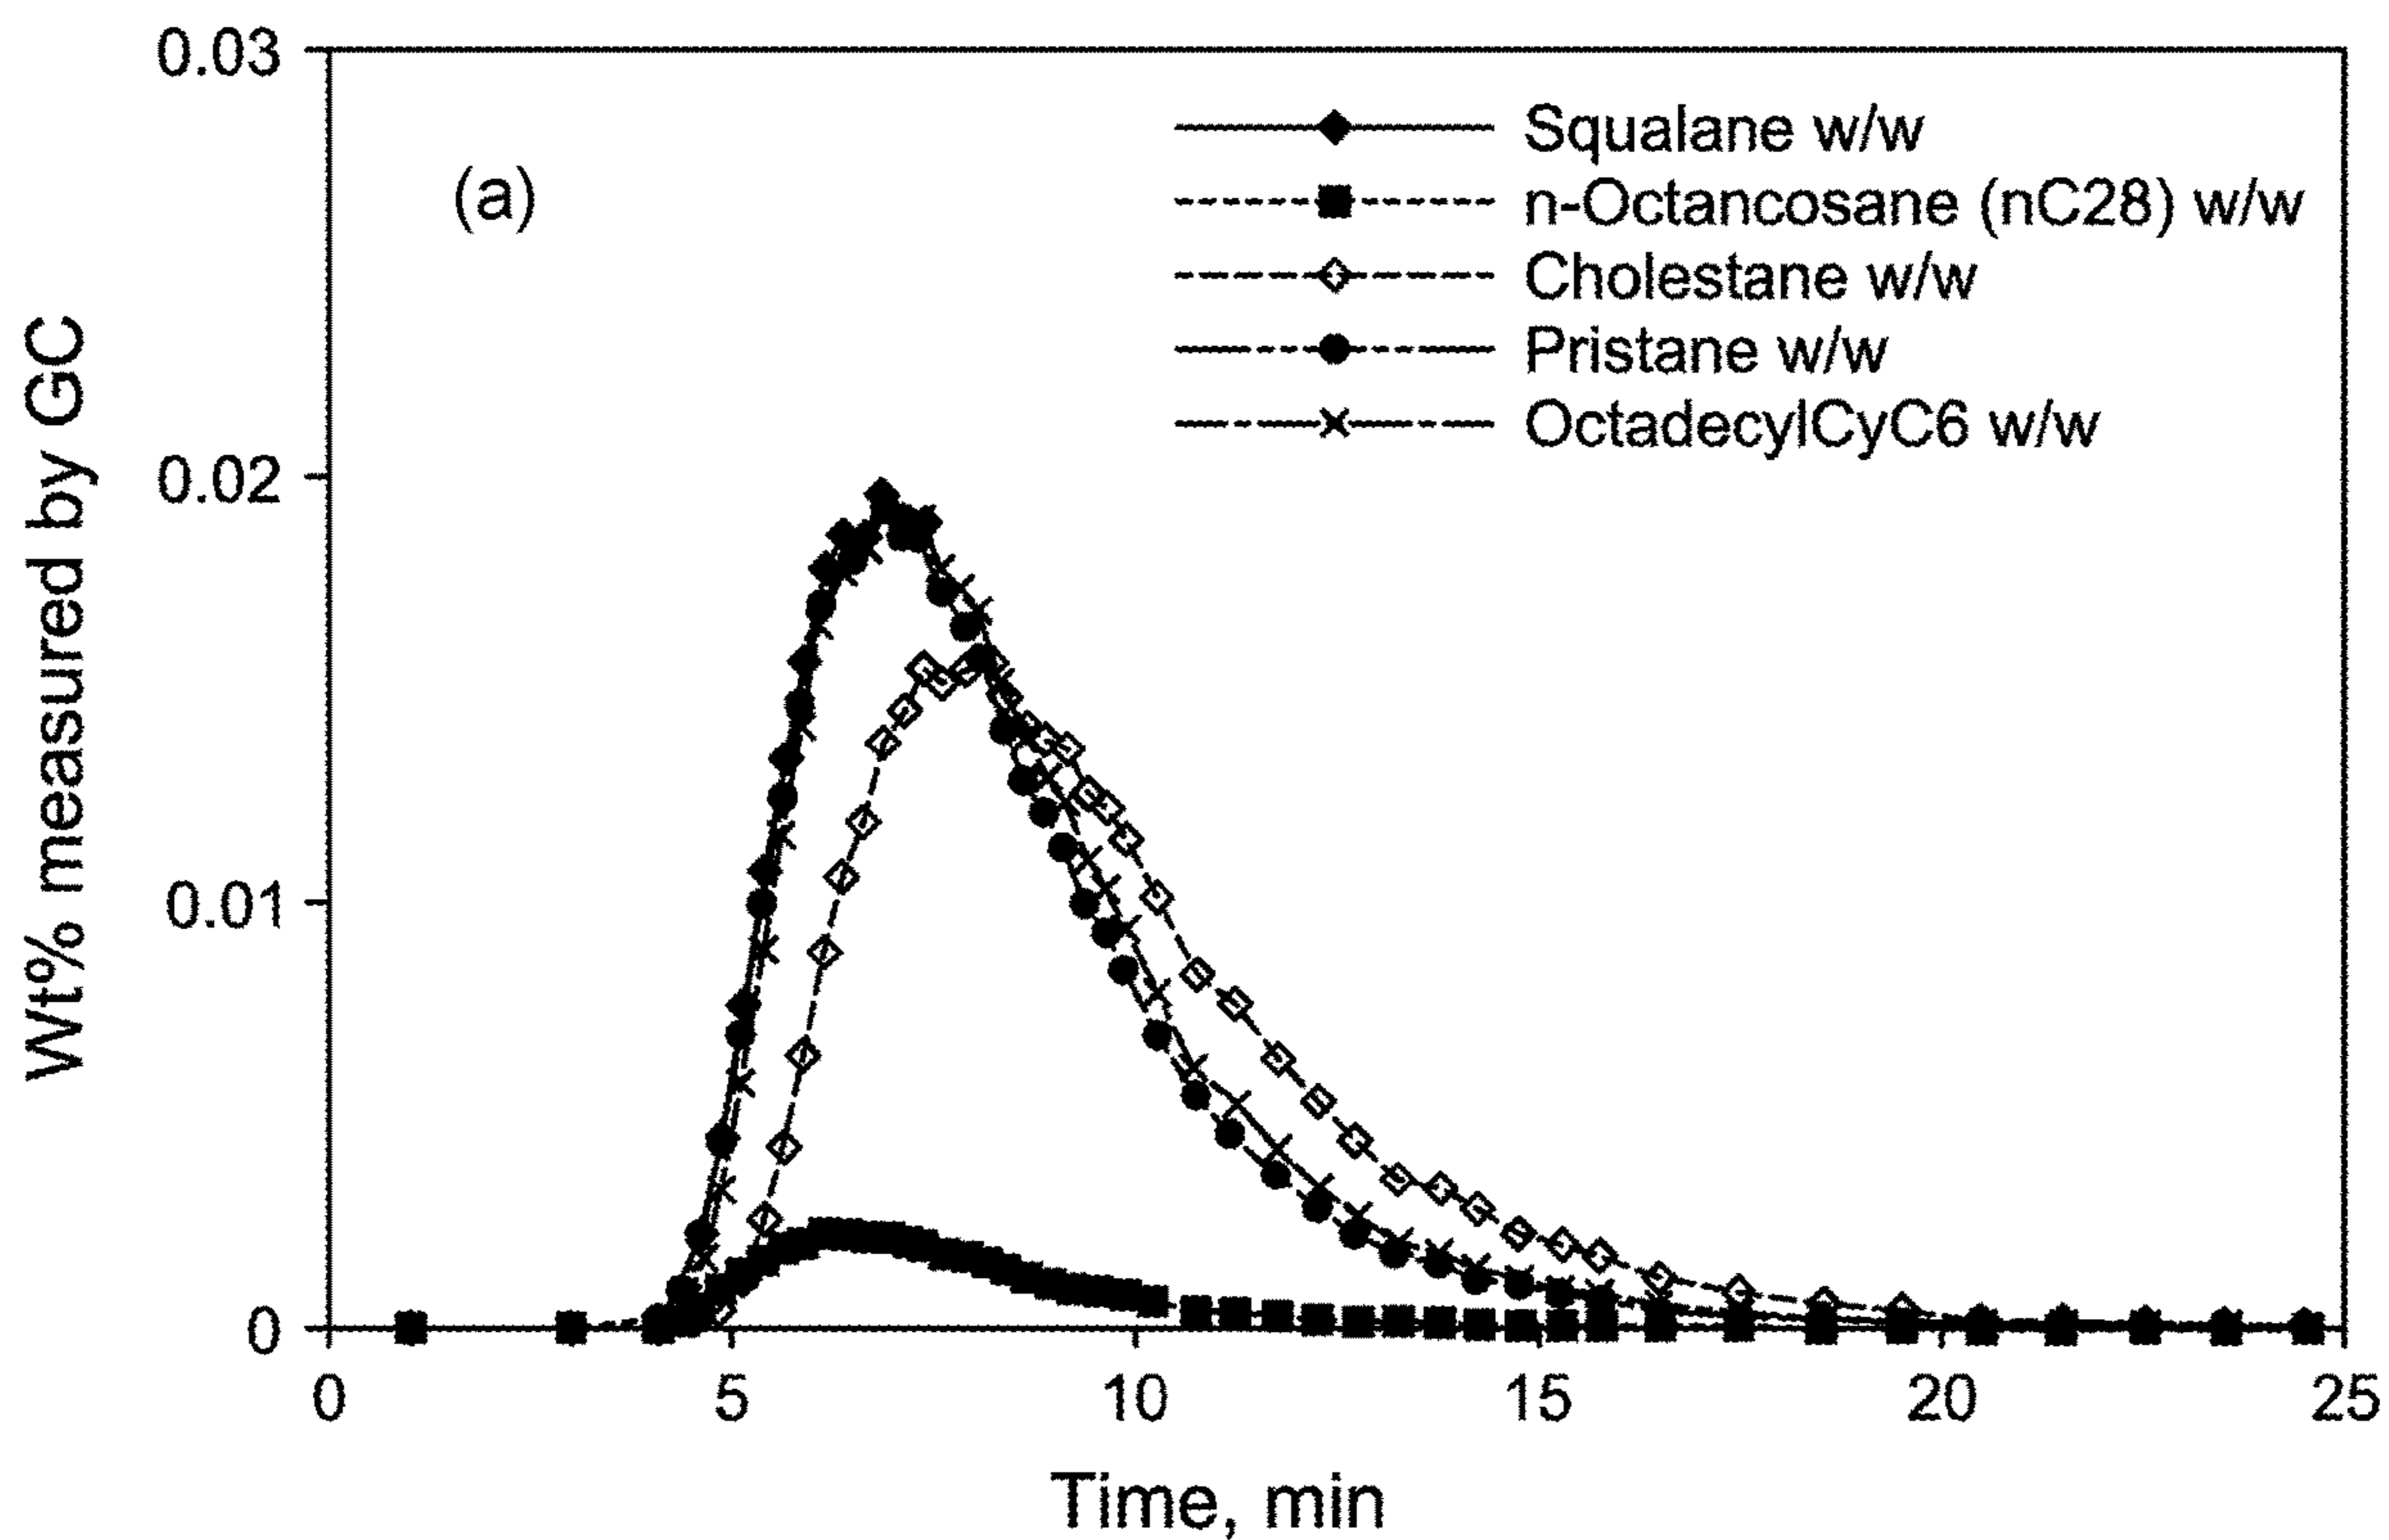 0.03
(a)
Squalane w/w
n-Octancosane (nC28) w/w
Cholestane w/w
Pristane w/w
OctadecylCyC6 w/w
Wt% measured by GC
0.02
0.01
0
0 5 10 15 20 25
Time, min